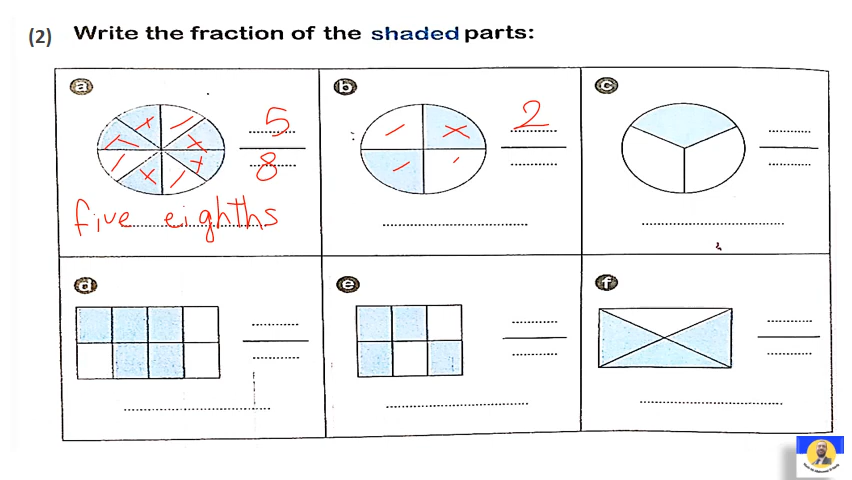 (2) Write the fraction of the shaded parts:
a
5
8
five eighths
b
2
c
d
e
f